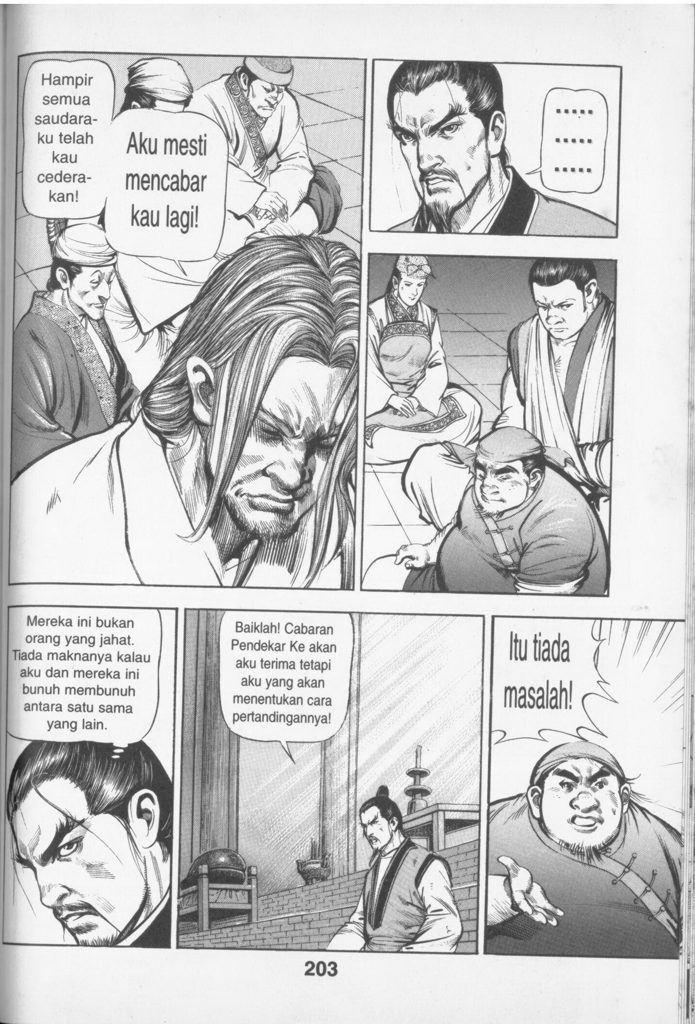 Hampir
semua
saudara-
ku telah
kau
cedera-
kan!
Aku mesti
mencabar
kau lagi!
.....
.....
.....
Mereka ini bukan
orang yang jahat.
Tiada maknanya kalau
aku dan mereka ini
bunuh membunuh
antara satu sama
yang lain.
Baiklah! Cabaran
Pendekar Ke akan
aku terima tetapi
aku yang akan
menentukan cara
pertandingannya!
Itu tiada
masalah!
203